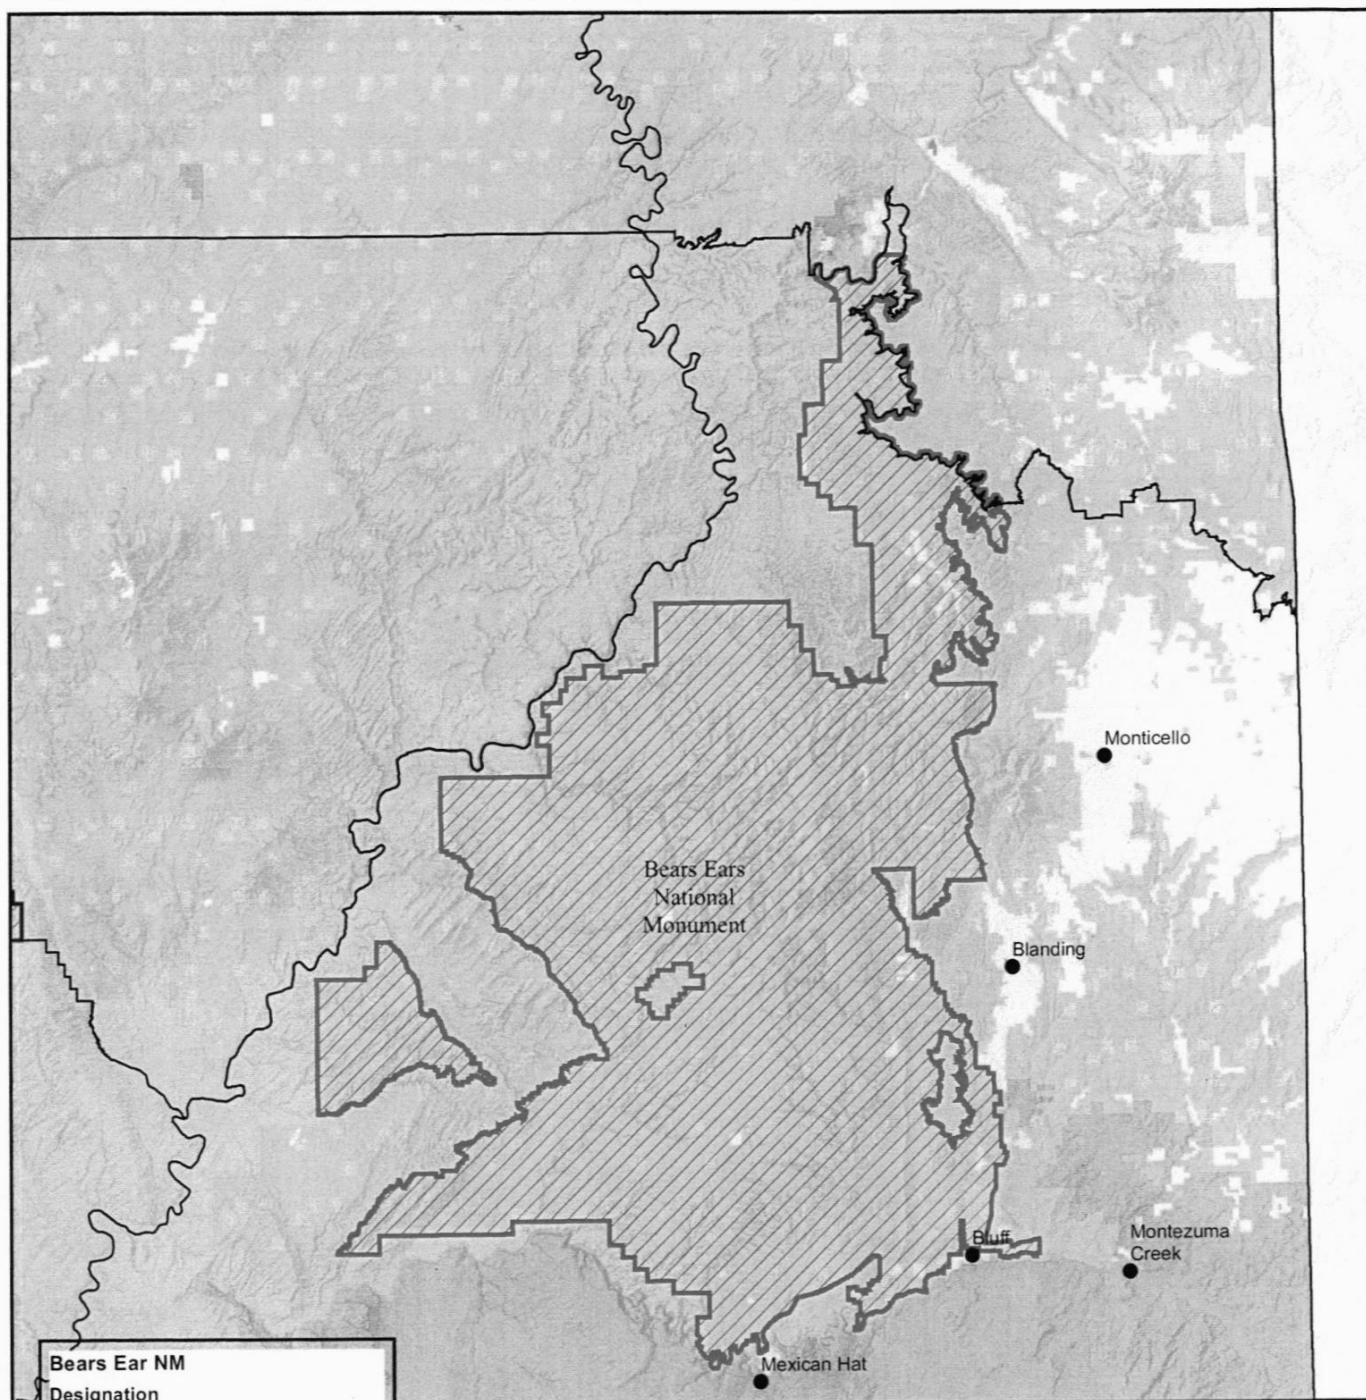 Monticello
Bears Ears
National
Monument
Blanding
Bluff
Montezuma
Creek
Mexican Hat
Bears Ear NM
Designation